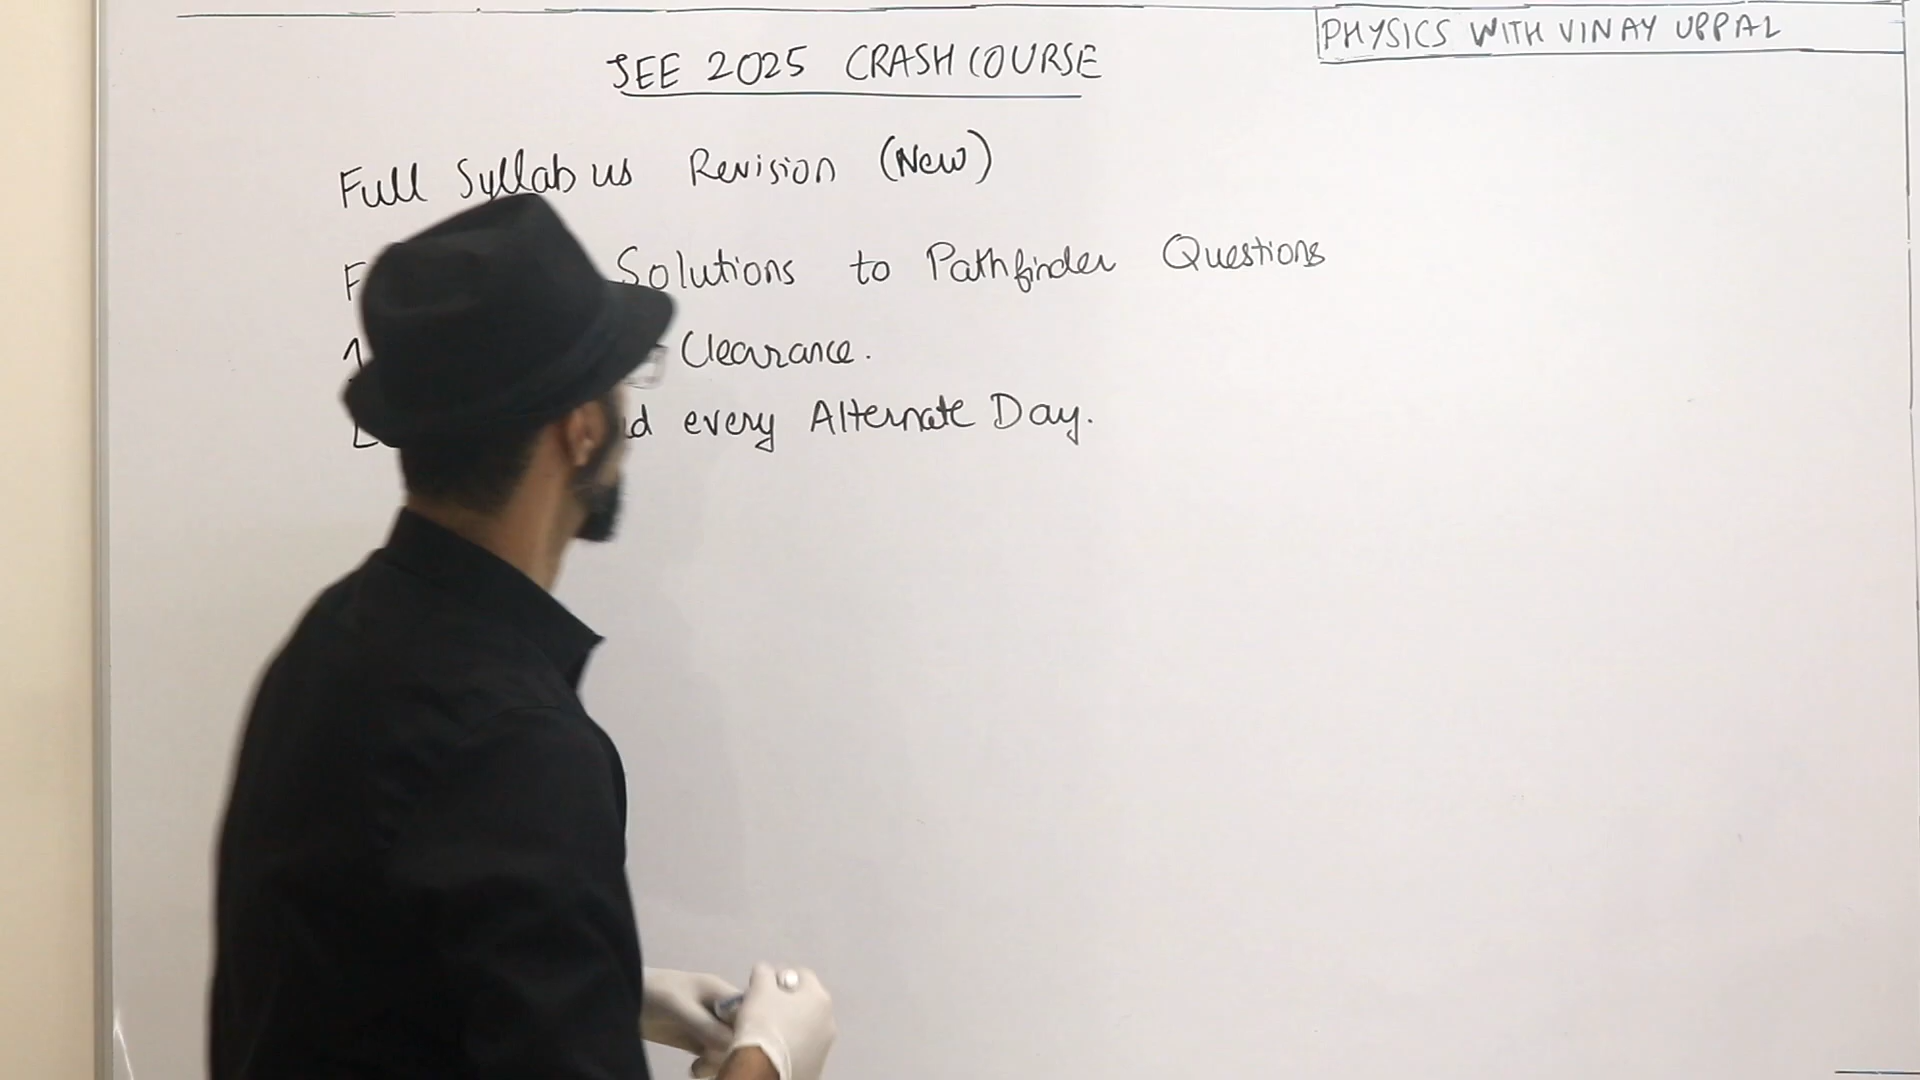 PHYSICS WITH VINAY UPPAL
JEE 2025 CRASH COURSE
Full Syllabus Revision (New)
Solutions to Pathfinder Questions
Clearance.
every Alternate Day.